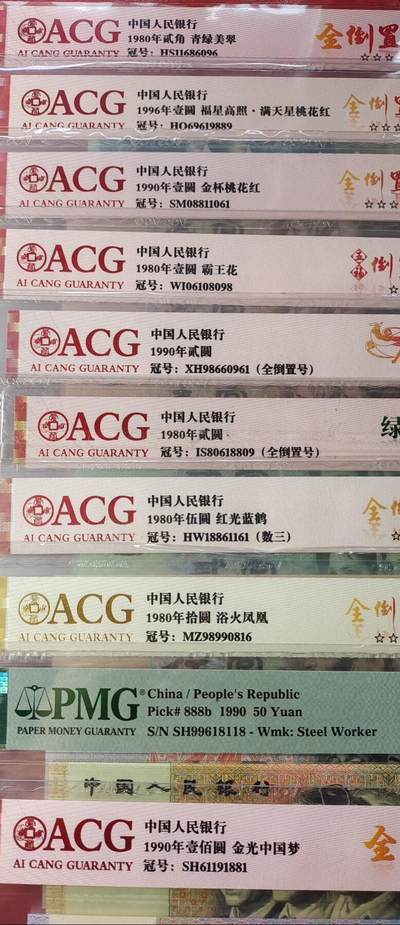 ACG
AI CANG GUARANTY
中国人民银行
1980年贰角 青绿美翠
冠号: HS11686096
金倒置
ACG
AI CANG GUARANTY
中国人民银行
1996年壹圆 福星高照·满天星桃花红
冠号: HO69619889
金倒
ACG
AI CANG GUARANTY
中国人民银行
1990年壹圆 金杯桃花红
冠号: SM08811061
金倒置
ACG
AI CANG GUARANTY
中国人民银行
1980年壹圆 霸王花
冠号: WI06108098
五福
倒
ACG
AI CANG GUARANTY
中国人民银行
1990年贰圆
冠号: XH98660961 (全倒置号)
ACG
AI CANG GUARANTY
中国人民银行
1980年贰圆
冠号: IS80618809 (全倒置号)
绿
ACG
AI CANG GUARANTY
中国人民银行
1980年伍圆 红光蓝鹤
冠号: HW18861161 (数三)
金
ACG
AI CANG GUARANTY
中国人民银行
1980年拾圆 浴火凤凰
冠号: MZ98990816
金倒
PMG®
PAPER MONEY GUARANTY
China / People's Republic
Pick# 888b 1990 50 Yuan
S/N SH99618118 - Wmk: Steel Worker
中国人民银行
ACG
AI CANG GUARANTY
中国人民银行
1990年壹佰圆 金光中国梦
冠号: SH61191881
金